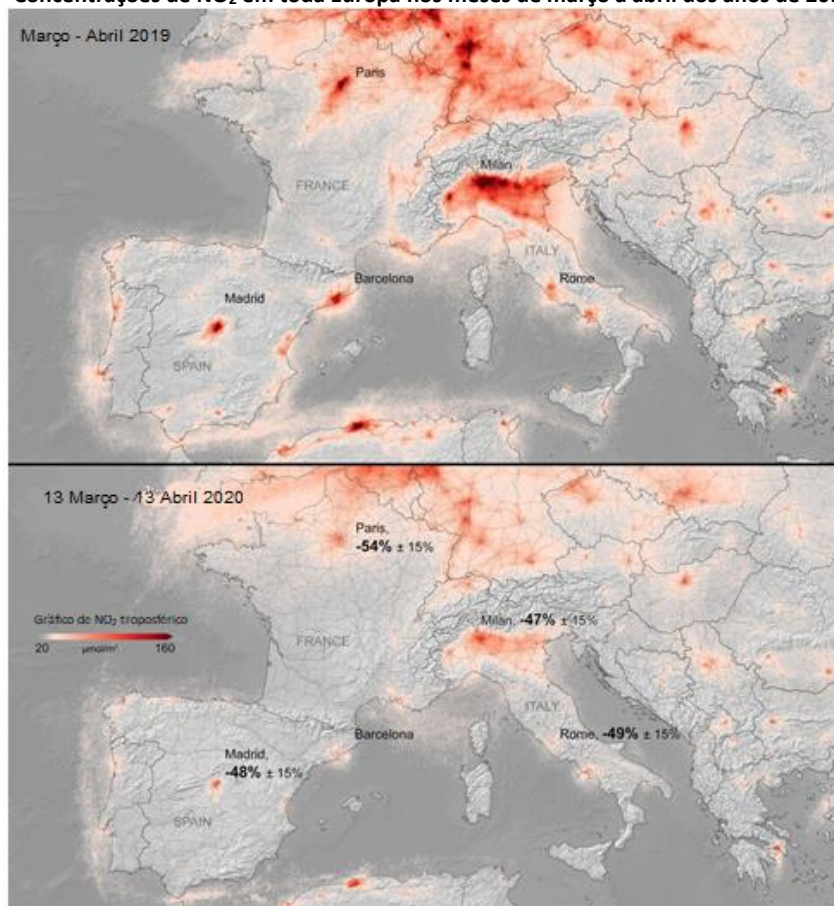 Concentrações de NO₂ em toda Europa nos meses de março a abril dos anos de 201
Março - Abril 2019
Paris
FRANCE
Milan
ITALY
Barcelona
Rome
Madrid
SPAIN
13 Março - 13 Abril 2020
Paris,
-54% ± 15%
Gráfico de NO₂ troposférico
20 µmol/m² 160
FRANCE
Milan, -47% ± 15%
ITALY
Barcelona
Rome, -49% ± 15%
Madrid,
-48% ± 15%
SPAIN